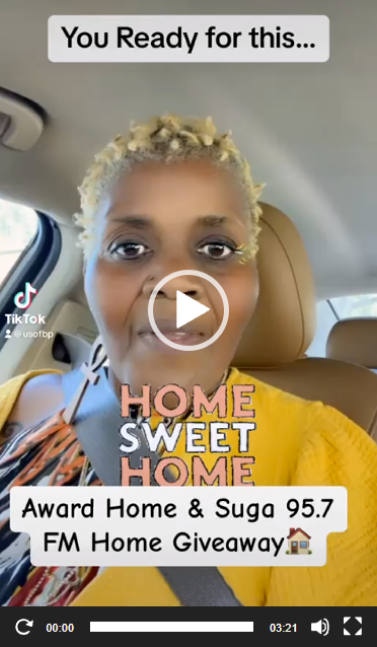 You Ready for this...
TikTok
@usofbp
HOME
SWEET
HOME
Award Home & Suga 95.7
FM Home Giveaway
00:00
03:21